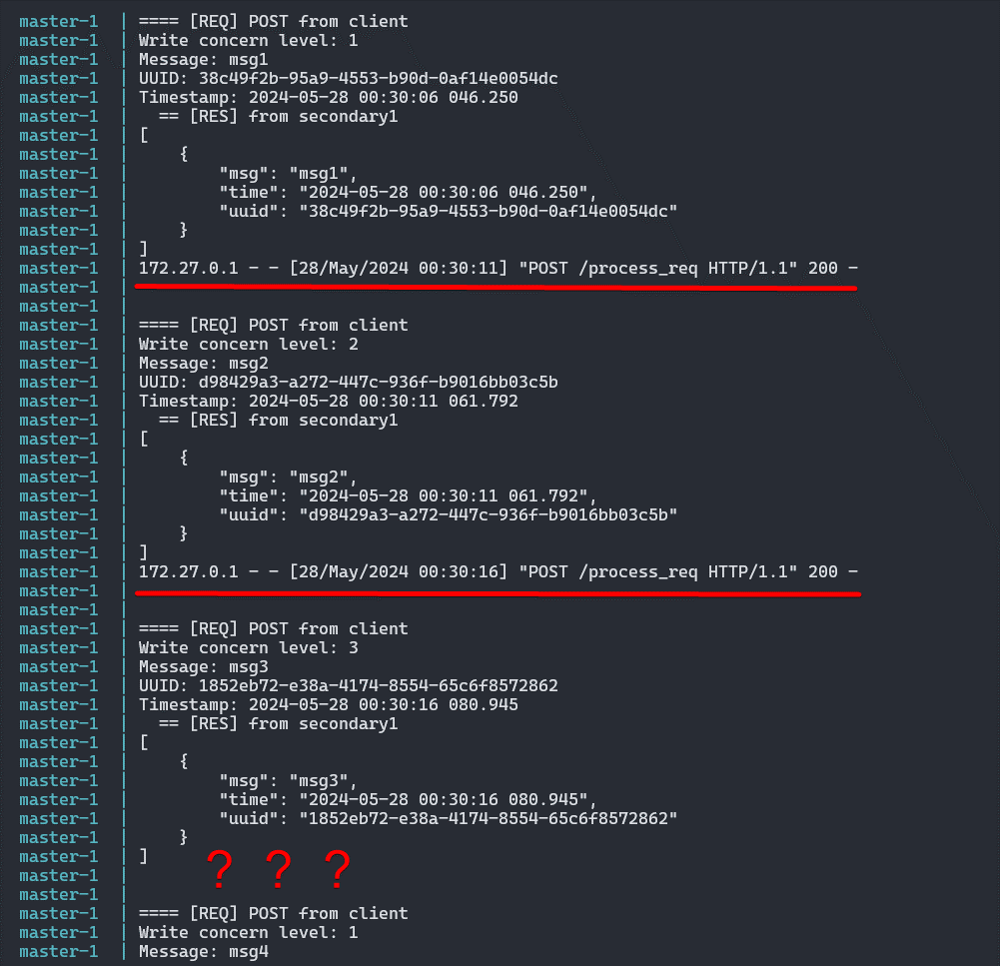 master-1  | ==== [REQ] POST from client
master-1  | Write concern level: 1
master-1  | Message: msg1
master-1  | UUID: 38c49f2b-95a9-4553-b90d-0af14e0054dc
master-1  | Timestamp: 2024-05-28 00:30:06 046.250
master-1  |   == [RES] from secondary1
master-1  | [
master-1  |     {
master-1  |         "msg": "msg1",
master-1  |         "time": "2024-05-28 00:30:06 046.250",
master-1  |         "uuid": "38c49f2b-95a9-4553-b90d-0af14e0054dc"
master-1  |     }
master-1  | ]
master-1  | 172.27.0.1 - - [28/May/2024 00:30:11] "POST /process_req HTTP/1.1" 200 -
master-1  |
master-1  |
master-1  | ==== [REQ] POST from client
master-1  | Write concern level: 2
master-1  | Message: msg2
master-1  | UUID: d98429a3-a272-447c-936f-b9016bb03c5b
master-1  | Timestamp: 2024-05-28 00:30:11 061.792
master-1  |   == [RES] from secondary1
master-1  | [
master-1  |     {
master-1  |         "msg": "msg2",
master-1  |         "time": "2024-05-28 00:30:11 061.792",
master-1  |         "uuid": "d98429a3-a272-447c-936f-b9016bb03c5b"
master-1  |     }
master-1  | ]
master-1  | 172.27.0.1 - - [28/May/2024 00:30:16] "POST /process_req HTTP/1.1" 200 -
master-1  |
master-1  |
master-1  | ==== [REQ] POST from client
master-1  | Write concern level: 3
master-1  | Message: msg3
master-1  | UUID: 1852eb72-e38a-4174-8554-65c6f8572862
master-1  | Timestamp: 2024-05-28 00:30:16 080.945
master-1  |   == [RES] from secondary1
master-1  | [
master-1  |     {
master-1  |         "msg": "msg3",
master-1  |         "time": "2024-05-28 00:30:16 080.945",
master-1  |         "uuid": "1852eb72-e38a-4174-8554-65c6f8572862"
master-1  |     }
master-1  | ]
master-1  | ? ? ?
master-1  |
master-1  | ==== [REQ] POST from client
master-1  | Write concern level: 1
master-1  | Message: msg4